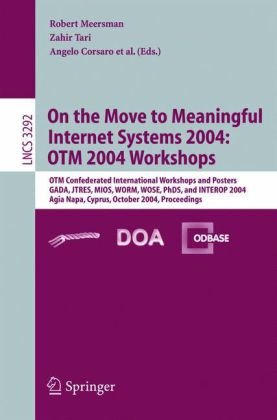 Robert Meersman
Zahir Tari
Angelo Corsaro et al. (Eds.)
LNCS 3292
On the Move to Meaningful
Internet Systems 2004:
OTM 2004 Workshops
OTM Confederated International Workshops and Posters
GADA, JTRES, MIOS, WORM, WOSE, PhDS, and INTEROP 2004
Agia Napa, Cyprus, October 2004, Proceedings
DOA
ODBASE
Springer